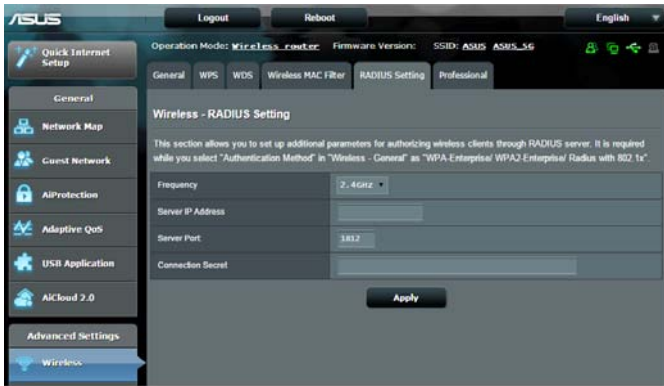 ASUS Logout Reboot English
Quick Internet Setup
Operation Mode: Wireless router Firmware Version: SSID: ASUS ASUS_5G
General WPS WDS Wireless MAC Filter RADIUS Setting Professional
General
Network Map
Guest Network
AiProtection
Adaptive QoS
USB Application
AiCloud 2.0
Advanced Settings
Wireless
Wireless - RADIUS Setting
This section allows you to set up additional parameters for authorizing wireless clients through RADIUS server. It is required
while you select "Authentication Method" in "Wireless - General" as "WPA-Enterprise/ WPA2-Enterprise/ Radius with 802.1x".
Frequency 2.4GHz
Server IP Address
Server Port 1812
Connection Secret
Apply